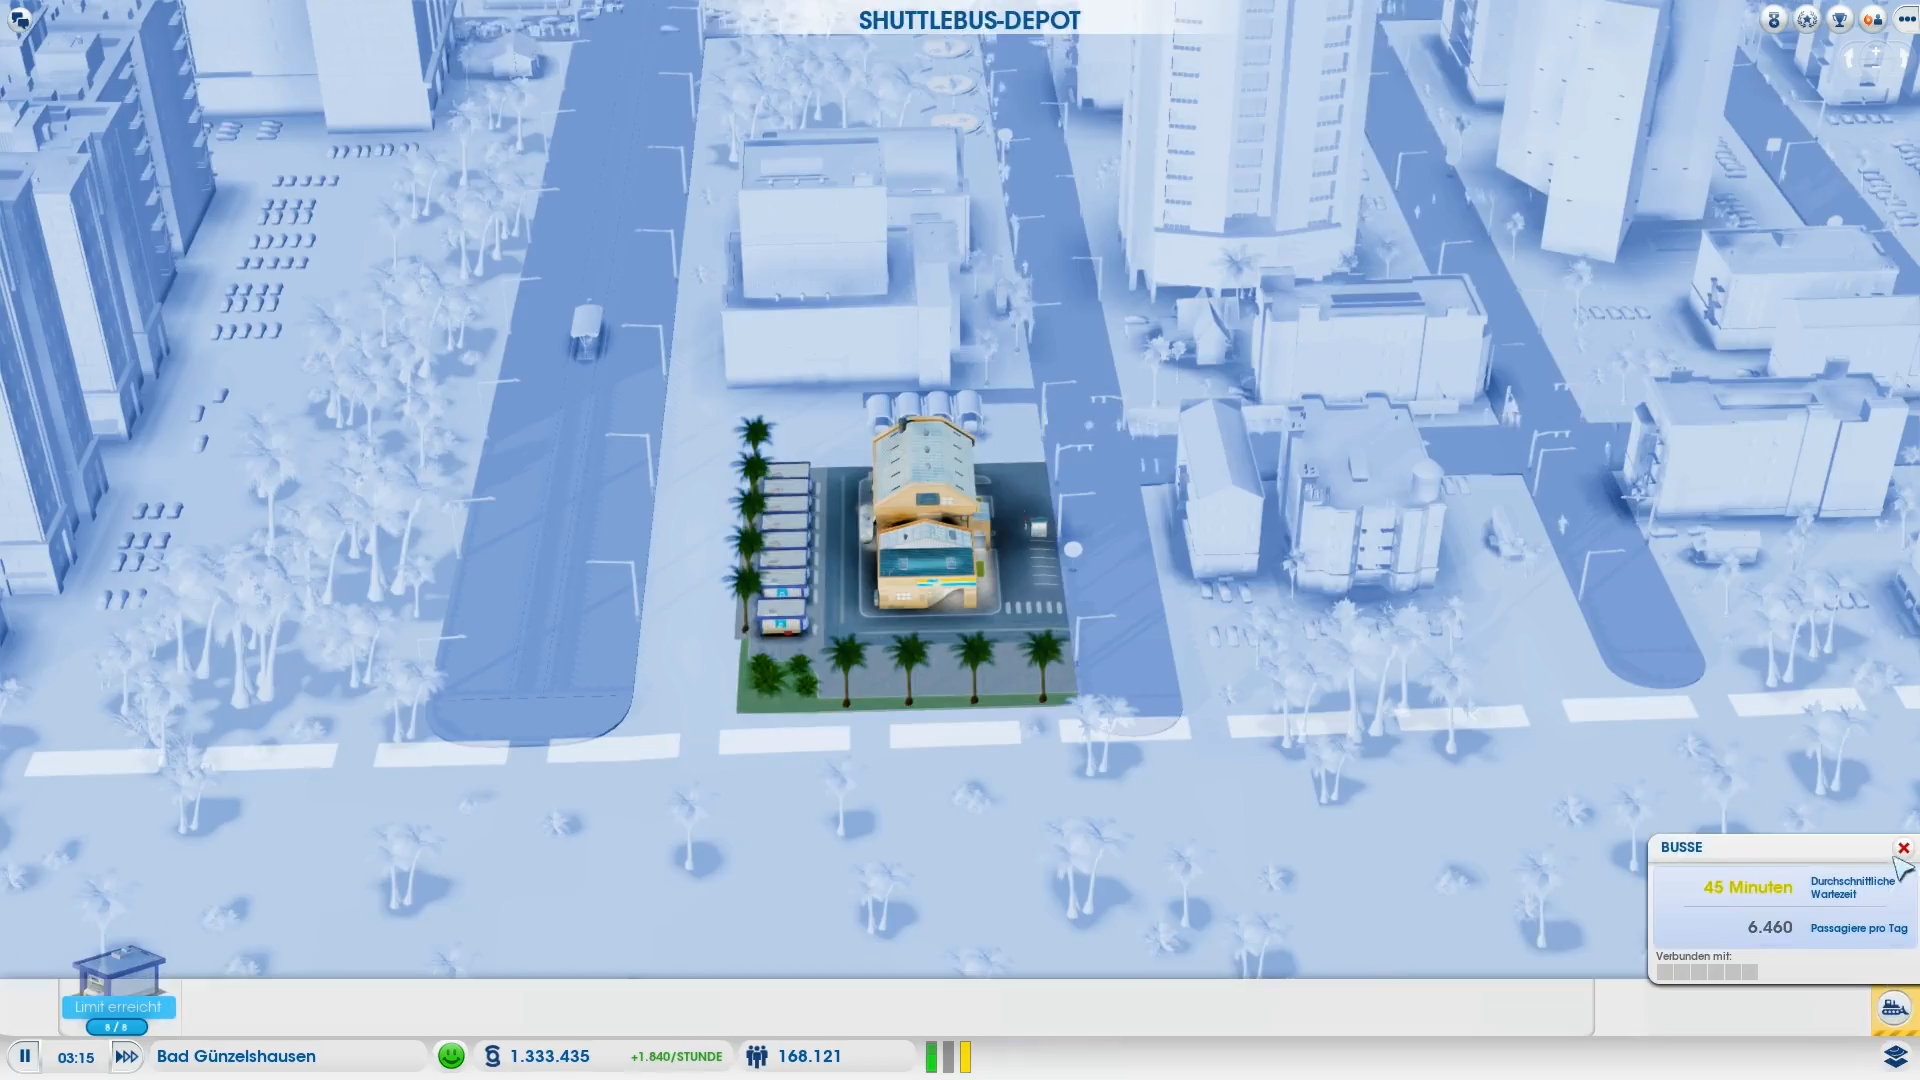 SHUTTLEBUS-DEPOT
BUSSE
45 Minuten
Durchschnittliche
Wartezeit
6.460
Passagiere pro Tag
Verbunden mit:
Limit erreicht
8 / 8
03:15
Bad Günzelshausen
1.333.435
+1.840/STUNDE
168.121